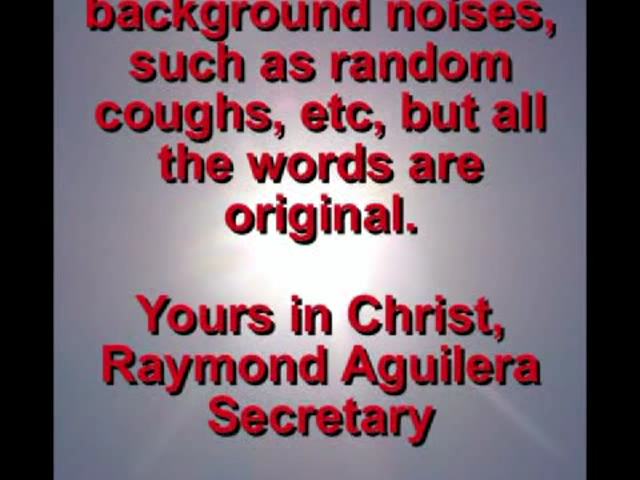 background noises,
such as random
coughs, etc, but all
the words are
original.
Yours in Christ,
Raymond Aguilera
Secretary